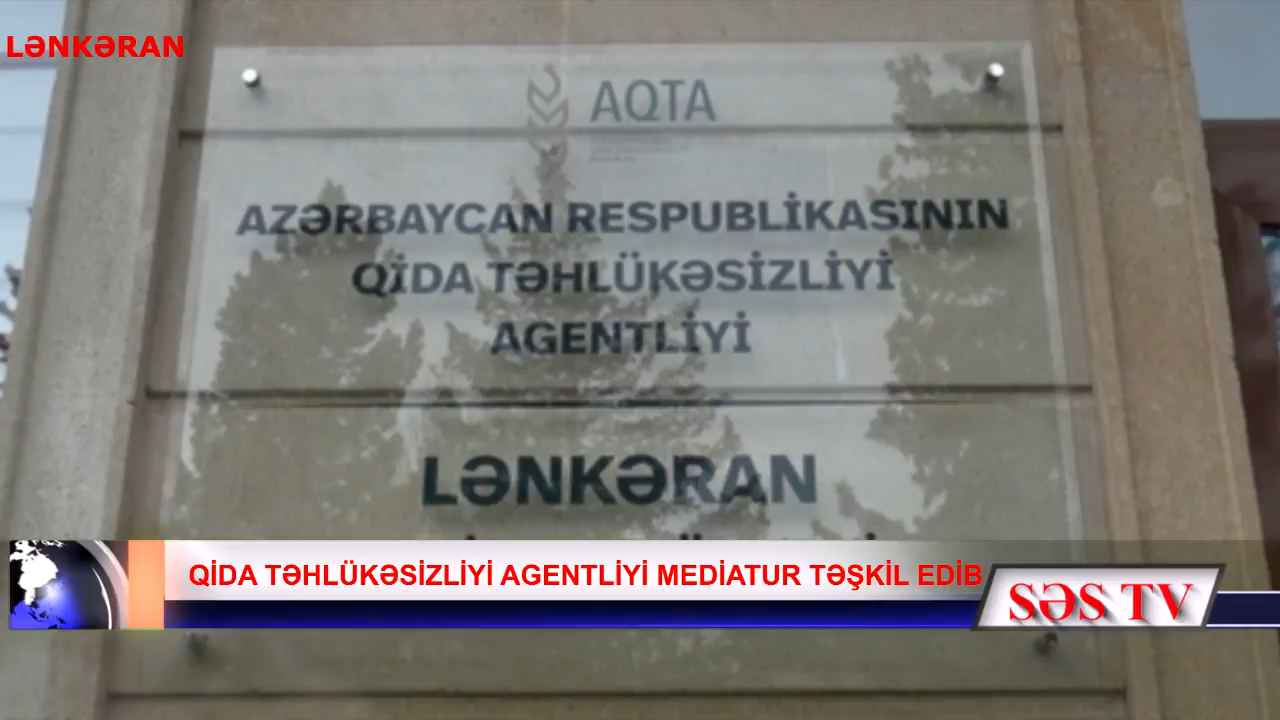 LƏNKƏRAN
AQTA
AZƏRBAYCAN RESPUBLİKASININ
QİDA TƏHLÜKƏSİZLİYİ
AGENTLİYİ
LƏNKƏRAN
QİDA TƏHLÜKƏSİZLİYİ AGENTLİYİ MEDİATUR TƏŞKİL EDİB
SƏS TV